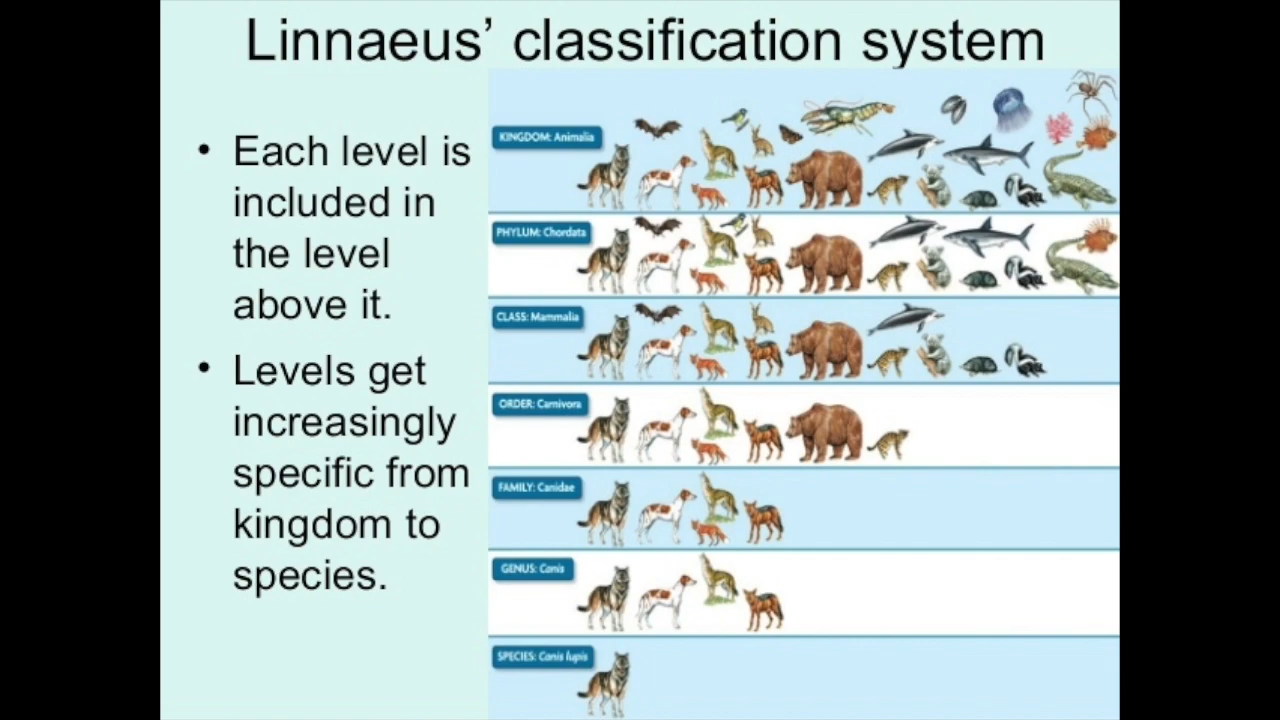 Linnaeus’ classification system
• Each level is
included in
the level
above it.
• Levels get
increasingly
specific from
kingdom to
species.
KINGDOM: Animalia
PHYLUM: Chordata
CLASS: Mammalia
ORDER: Carnivora
FAMILY: Canidae
GENUS: Canis
SPECIES: Canis lupis